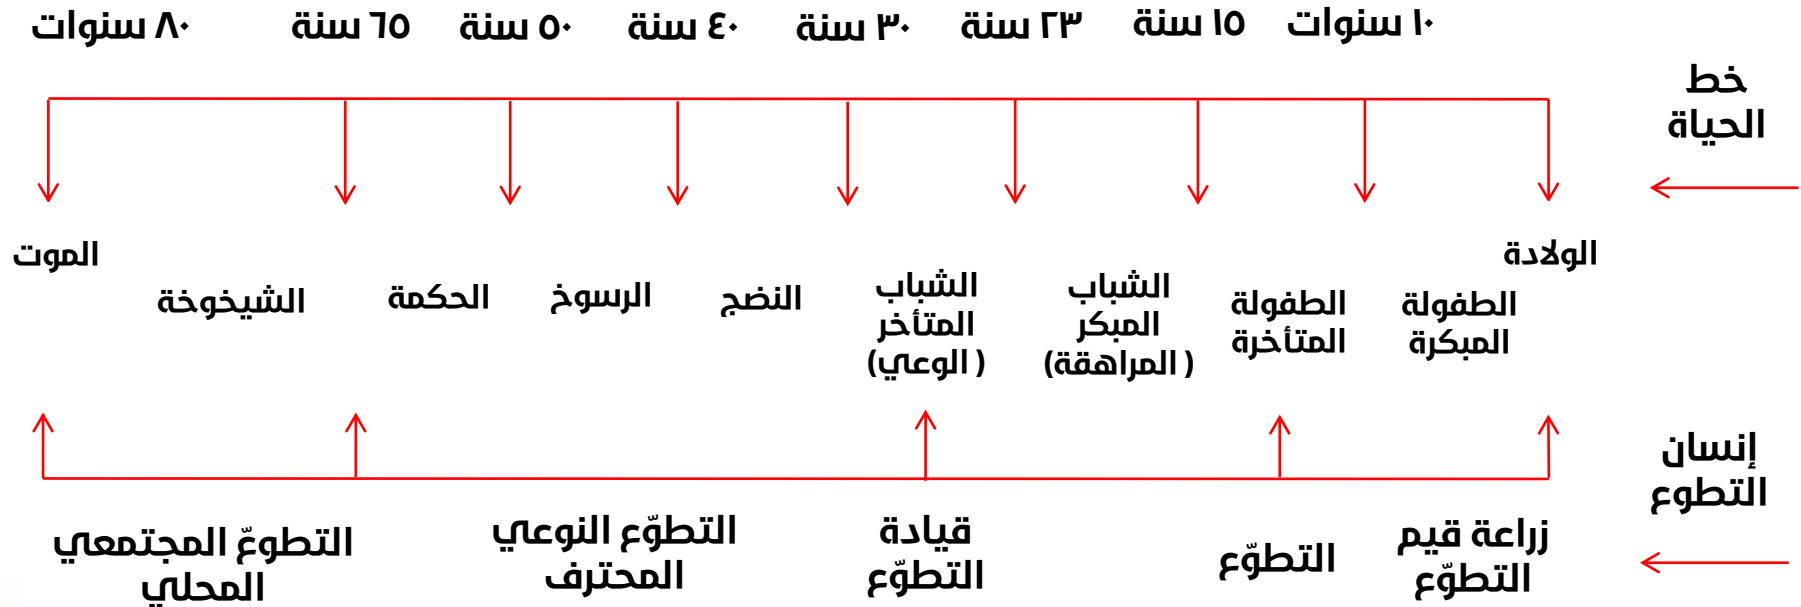 ١٠ سنوات
١٥ سنة
٢٣ سنة
٣٠ سنة
٤٠ سنة
٥٠ سنة
٦٥ سنة
٨٠ سنوات
خط
الحياة
الولادة
الطفولة
المبكرة
الطفولة
المتأخرة
الشباب
المبكر
( المراهقة)
الشباب
المتأخر
( الوعي)
النضج
الرسوخ
الحكمة
الشيخوخة
الموت
إنسان
التطوع
زراعة قيم
التطوّع
التطوّع
قيادة
التطوّع
التطوّع النوعي
المحترف
التطوعّ المجتمعي
المحلي